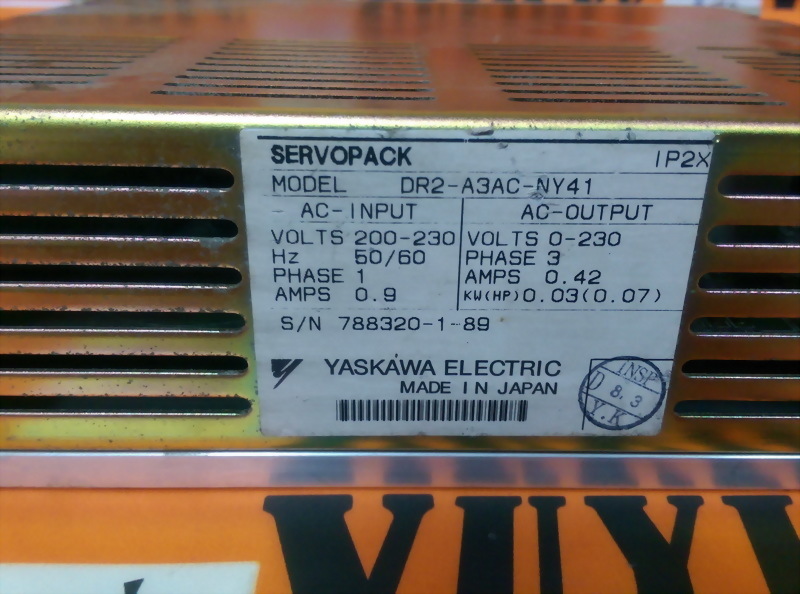 SERVOPACK IP2X
MODEL DR2-A3AC-NY41
AC-INPUT AC-OUTPUT
VOLTS 200-230 VOLTS 0-230
Hz 50/60 PHASE 3
PHASE 1 AMPS 0.42
AMPS 0.9 KW(HP) 0.03(0.07)
S/N 788320-1-89
YASKAWA ELECTRIC
MADE IN JAPAN
INSP
D 8.3
Y.K